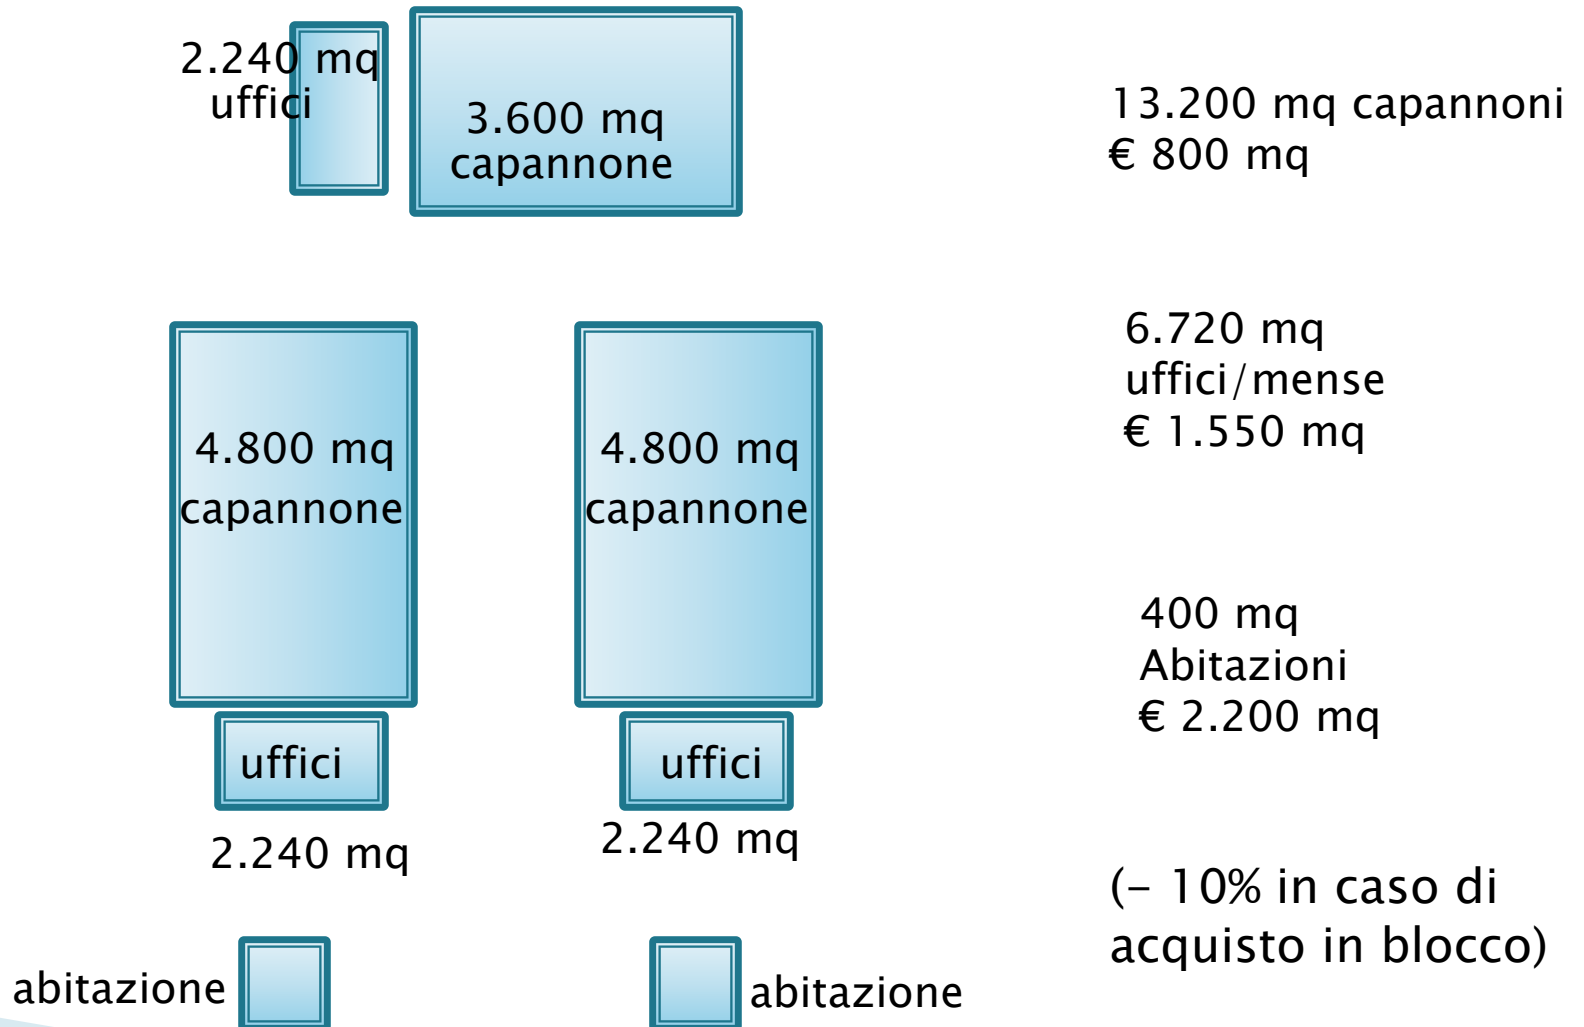 2.240 mq
uffici
3.600 mq
capannone
13.200 mq capannoni
€ 800 mq
4.800 mq
capannone
4.800 mq
capannone
6.720 mq
uffici/mense
€ 1.550 mq
uffici
2.240 mq
uffici
2.240 mq
400 mq
Abitazioni
€ 2.200 mq
abitazione
abitazione
(- 10% in caso di
acquisto in blocco)